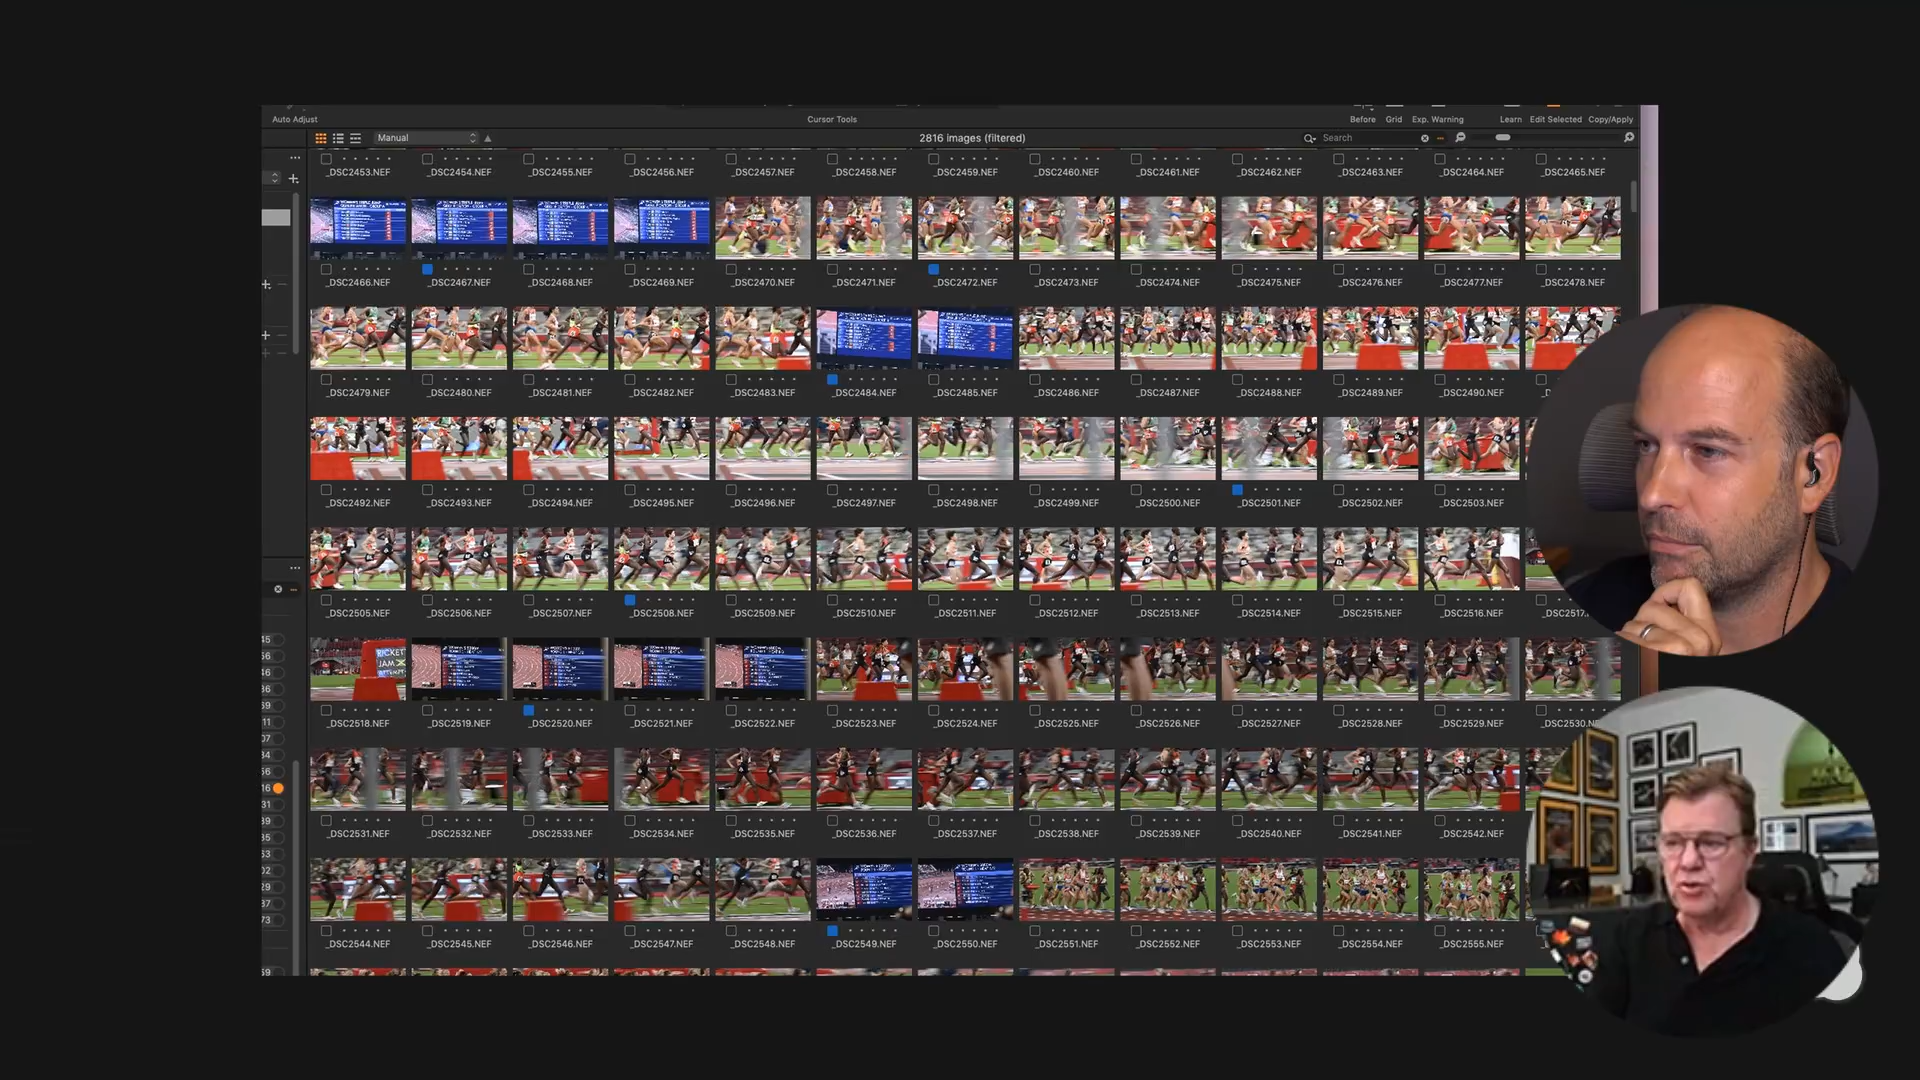 Auto Adjust Cursor Tools Before Grid Exp. Warning Learn Edit Selected Copy/Apply
Manual 2816 images (filtered) Search
_DSC2453.NEF _DSC2454.NEF _DSC2455.NEF _DSC2456.NEF _DSC2457.NEF _DSC2458.NEF _DSC2459.NEF _DSC2460.NEF _DSC2461.NEF _DSC2462.NEF _DSC2463.NEF _DSC2464.NEF _DSC2465.NEF
_DSC2466.NEF _DSC2467.NEF _DSC2468.NEF _DSC2469.NEF _DSC2470.NEF _DSC2471.NEF _DSC2472.NEF _DSC2473.NEF _DSC2474.NEF _DSC2475.NEF _DSC2476.NEF _DSC2477.NEF _DSC2478.NEF
_DSC2479.NEF _DSC2480.NEF _DSC2481.NEF _DSC2482.NEF _DSC2483.NEF _DSC2484.NEF _DSC2485.NEF _DSC2486.NEF _DSC2487.NEF _DSC2488.NEF _DSC2489.NEF _DSC2490.NEF
_DSC2492.NEF _DSC2493.NEF _DSC2494.NEF _DSC2495.NEF _DSC2496.NEF _DSC2497.NEF _DSC2498.NEF _DSC2499.NEF _DSC2500.NEF _DSC2501.NEF _DSC2502.NEF _DSC2503.NEF
_DSC2505.NEF _DSC2506.NEF _DSC2507.NEF _DSC2508.NEF _DSC2509.NEF _DSC2510.NEF _DSC2511.NEF _DSC2512.NEF _DSC2513.NEF _DSC2514.NEF _DSC2515.NEF _DSC2516.NEF _DSC2517
RICKET
JAM
_DSC2518.NEF _DSC2519.NEF _DSC2520.NEF _DSC2521.NEF _DSC2522.NEF _DSC2523.NEF _DSC2524.NEF _DSC2525.NEF _DSC2526.NEF _DSC2527.NEF _DSC2528.NEF _DSC2529.NEF _DSC2530.NEF
_DSC2531.NEF _DSC2532.NEF _DSC2533.NEF _DSC2534.NEF _DSC2535.NEF _DSC2536.NEF _DSC2537.NEF _DSC2538.NEF _DSC2539.NEF _DSC2540.NEF _DSC2541.NEF _DSC2542.NEF
_DSC2544.NEF _DSC2545.NEF _DSC2546.NEF _DSC2547.NEF _DSC2548.NEF _DSC2549.NEF _DSC2550.NEF _DSC2551.NEF _DSC2552.NEF _DSC2553.NEF _DSC2554.NEF _DSC2555.NEF